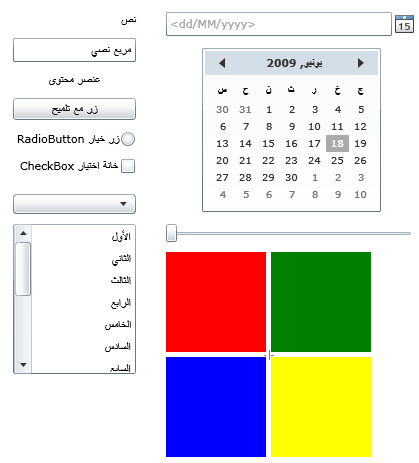 نص
مربع نصي
عنصر محتوى
زر مع تلميح
زر خيار RadioButton
خانة اختيار CheckBox
الأول
الثاني
الثالث
الرابع
الخامس
السادس
السابع
<dd/MM/yyyy>
15
يونيو, 2009
س ح ن ث ر خ ج
30 31 1 2 3 4 5
6 7 8 9 10 11 12
13 14 15 16 17 18 19
20 21 22 23 24 25 26
27 28 29 30 1 2 3
4 5 6 7 8 9 10